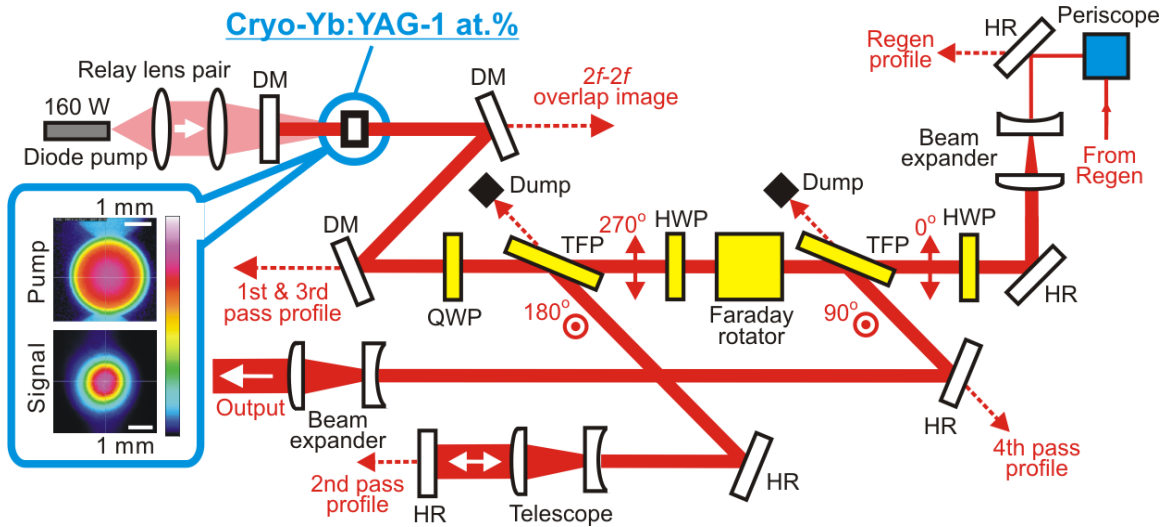 Cryo-Yb:YAG-1 at.%
Relay lens pair
DM
160 W
Diode pump
DM
2f-2f
overlap image
HR
Periscope
Regen
profile
Beam
expander
From
Regen
1 mm
Pump
Signal
1 mm
Dump
DM
1st & 3rd
pass profile
QWP
TFP
180°
270°
HWP
Faraday
rotator
Dump
TFP
90°
0°
HWP
HR
Output
Beam
expander
HR
4th pass
profile
2nd pass
profile
HR
Telescope
HR